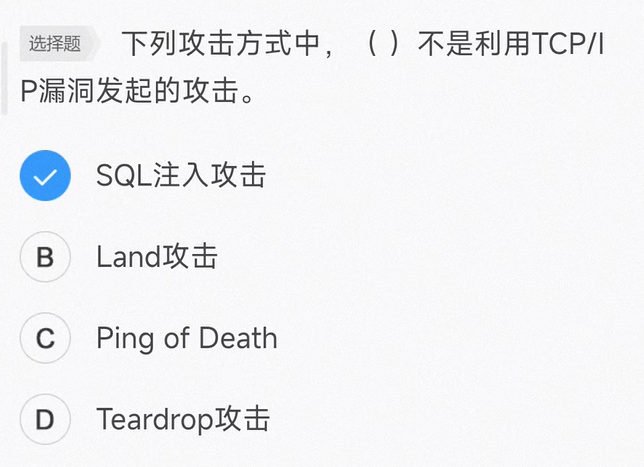 选择题 下列攻击方式中，（ ）不是利用TCP/I
P漏洞发起的攻击。
SQL注入攻击
B Land攻击
C Ping of Death
D Teardrop攻击